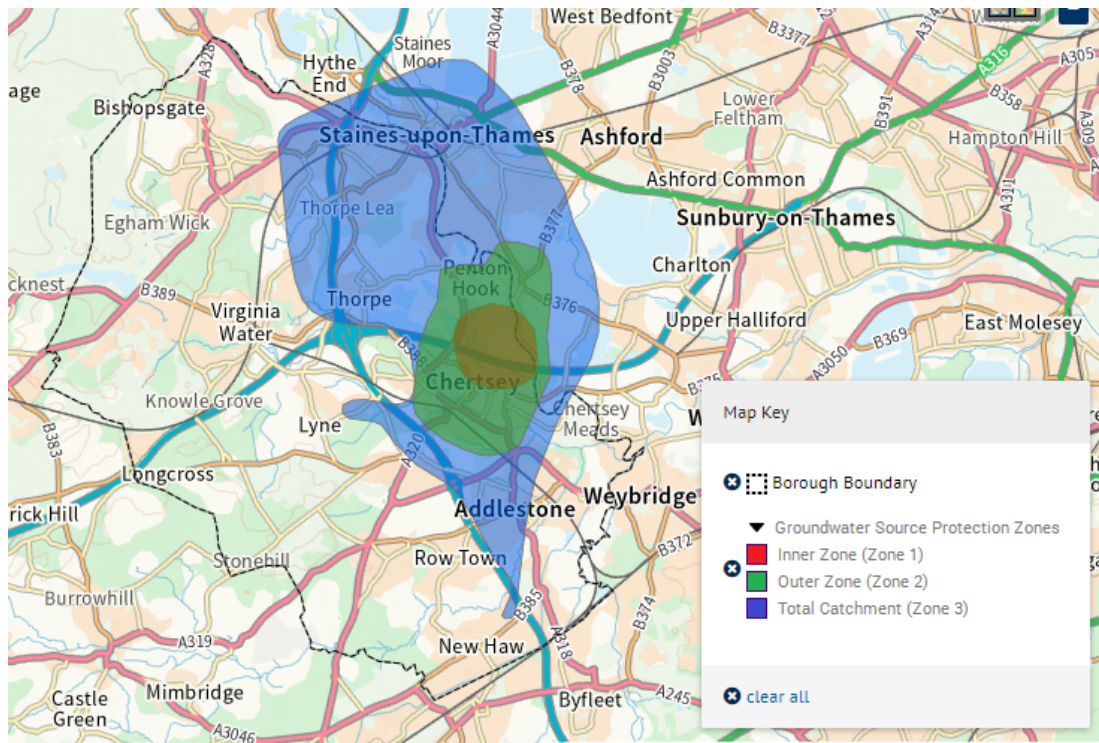 West Bedfont
A3044
Staines
Moor
B3377
A314
A305
A328
Hythe
End
B378
B3003
A316
age
Bishopsgate
B391
B358
Lower
Feltham
A309
Staines-upon-Thames
Ashford
Hampton Hill
Ashford Common
A311
Thorpe Lea
Egham Wick
B377
Sunbury-on-Thames
Penton
Hook
Charlton
cknest
B389
Thorpe
B376
Virginia
Water
Upper Halliford
East Molesey
B388
B369
A3050
B375
Chertsey
Knowle Grove
Chertsey
Meads
Lyne
W
Map Key
B383
A320
Longcross
Borough Boundary
Weybridge
rick Hill
Addlestone
Groundwater Source Protection Zones
Inner Zone (Zone 1)
B372
Stonehill
Row Town
Outer Zone (Zone 2)
Burrowhill
Total Catchment (Zone 3)
B385
B374
A319
New Haw
A318
Mimbridge
clear all
Castle
Green
Byfleet
A245
A3046